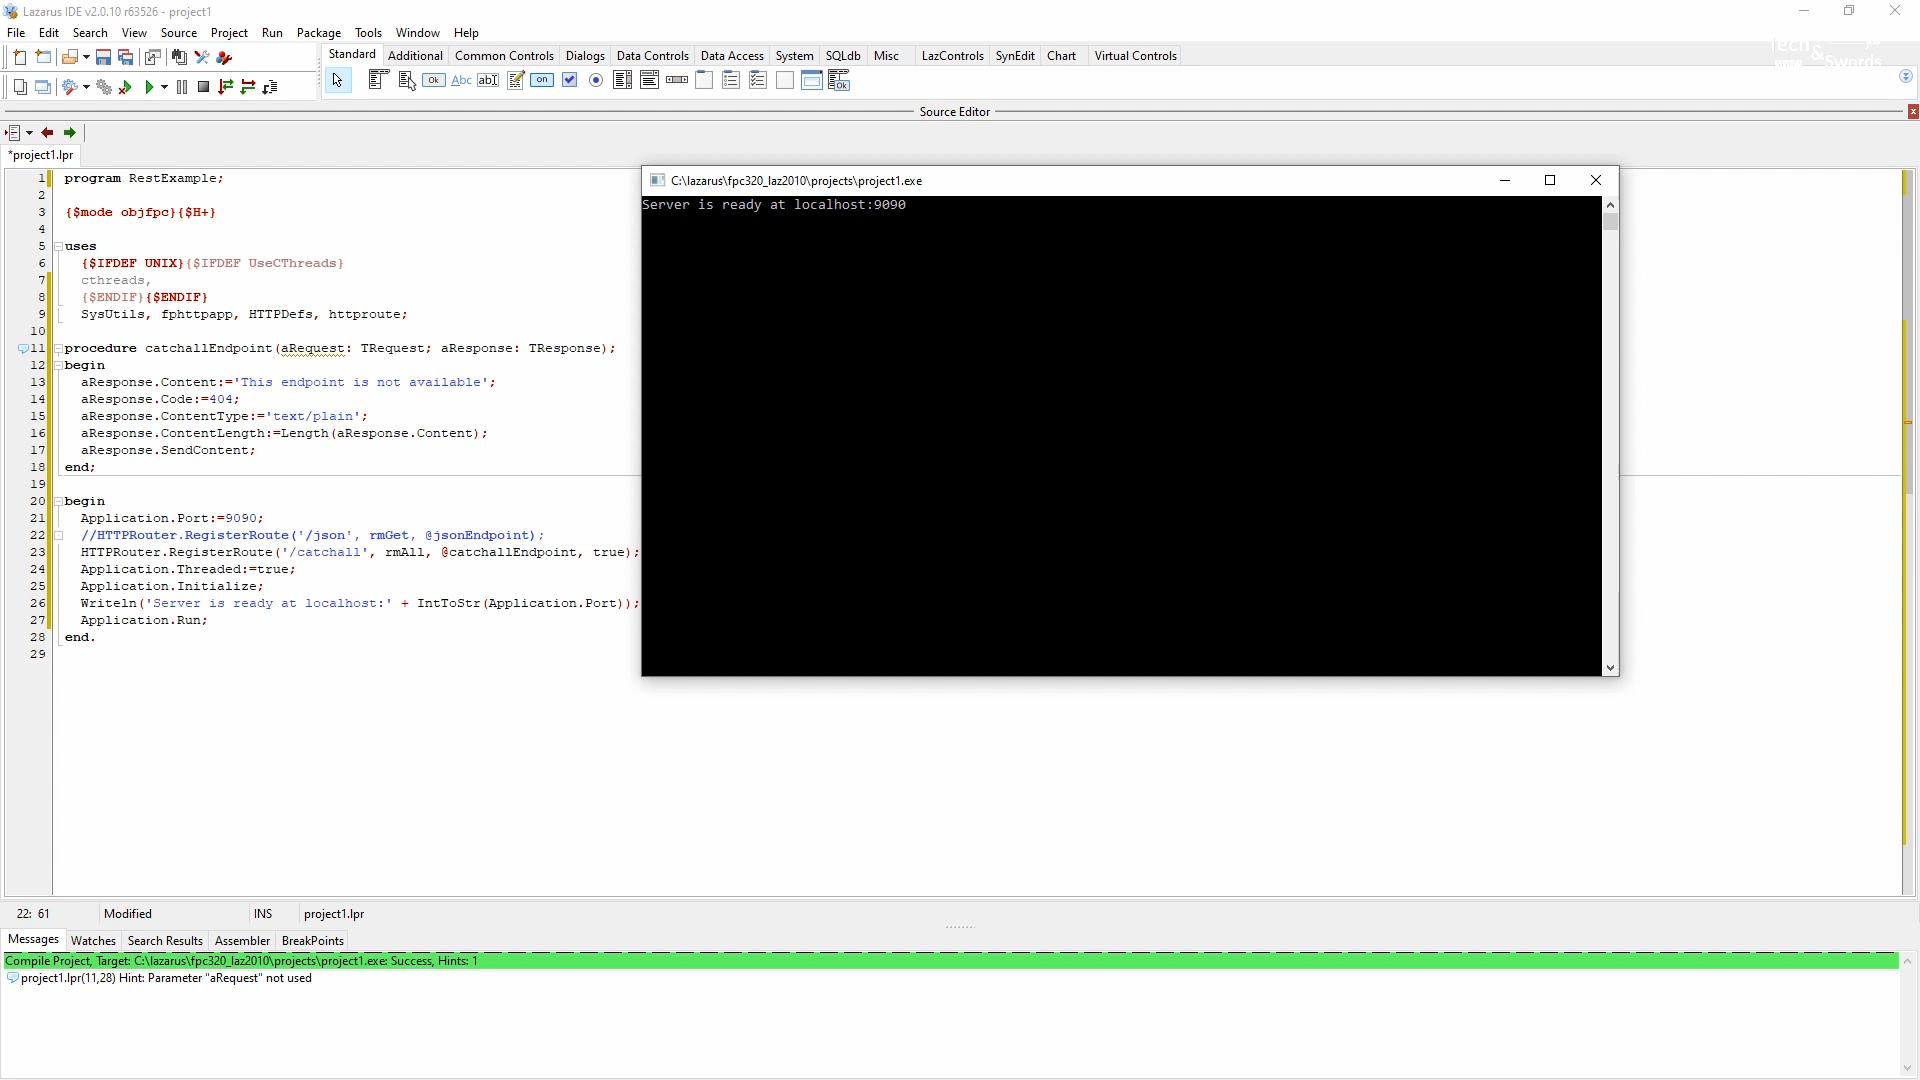 Lazarus IDE v2.0.10 r63526 - project1
File Edit Search View Source Project Run Package Tools Window Help
Standard Additional Common Controls Dialogs Data Controls Data Access System SQLdb Misc LazControls SynEdit Chart Virtual Controls
Tech & Swords
Ok Abc abI on Ok
Source Editor
*project1.lpr
1 program RestExample;
2
3 {$mode objfpc}{$H+}
4
5 uses
6 {$IFDEF UNIX}{$IFDEF UseCThreads}
7 cthreads,
8 {$ENDIF}{$ENDIF}
9 SysUtils, fphttpapp, HTTPDefs, httproute;
10
11 procedure catchallEndpoint(aRequest: TRequest; aResponse: TResponse);
12 begin
13 aResponse.Content:='This endpoint is not available';
14 aResponse.Code:=404;
15 aResponse.ContentType:='text/plain';
16 aResponse.ContentLength:=Length(aResponse.Content);
17 aResponse.SendContent;
18 end;
19
20 begin
21 Application.Port:=9090;
22 //HTTPRouter.RegisterRoute('/json', rmGet, @jsonEndpoint);
23 HTTPRouter.RegisterRoute('/catchall', rmAll, @catchallEndpoint, true);
24 Application.Threaded:=true;
25 Application.Initialize;
26 Writeln('Server is ready at localhost:' + IntToStr(Application.Port));
27 Application.Run;
28 end.
29
C:\lazarus\fpc320_laz2010\projects\project1.exe
Server is ready at localhost:9090
22: 61 Modified INS project1.lpr
Messages Watches Search Results Assembler BreakPoints
Compile Project, Target: C:\lazarus\fpc320_laz2010\projects\project1.exe: Success, Hints: 1
project1.lpr(11,28) Hint: Parameter "aRequest" not used